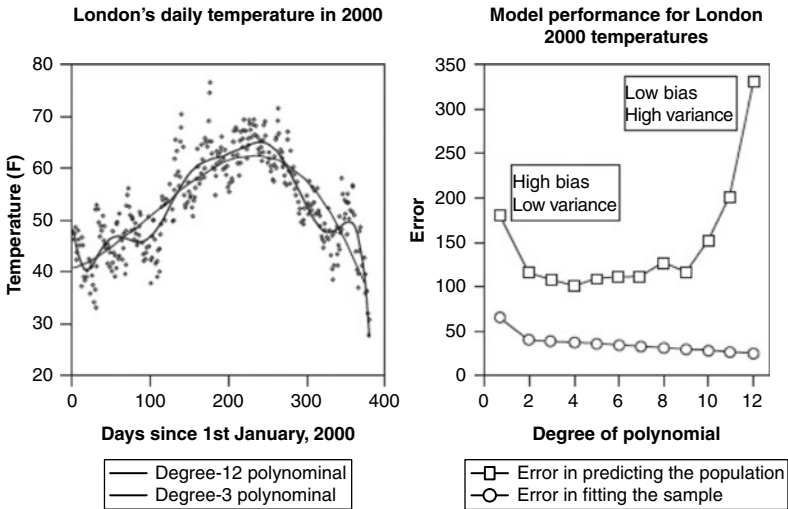 London's daily temperature in 2000
Temperature (F)
80
70
60
50
40
30
20
0 100 200 300 400
Days since 1st January, 2000
Degree-12 polynominal
Degree-3 polynominal
Model performance for London
2000 temperatures
Error
350
300
250
200
150
100
50
0
Low bias
High variance
High bias
Low variance
0 2 4 6 8 10 12
Degree of polynomial
Error in predicting the population
Error in fitting the sample